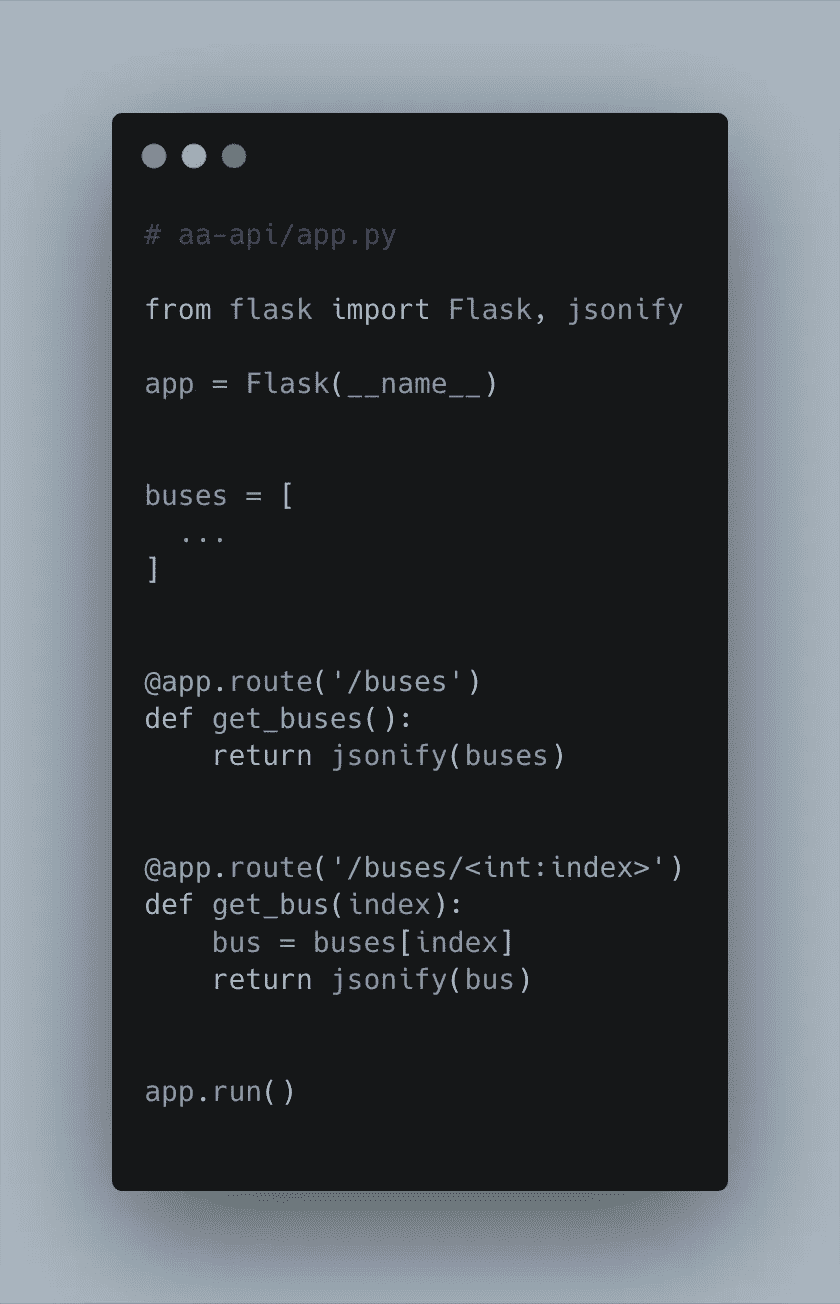 # aa-api/app.py
from flask import Flask, jsonify
app = Flask(__name__)
buses = [
  ...
]
@app.route('/buses')
def get_buses():
    return jsonify(buses)
@app.route('/buses/<int:index>')
def get_bus(index):
    bus = buses[index]
    return jsonify(bus)
app.run()